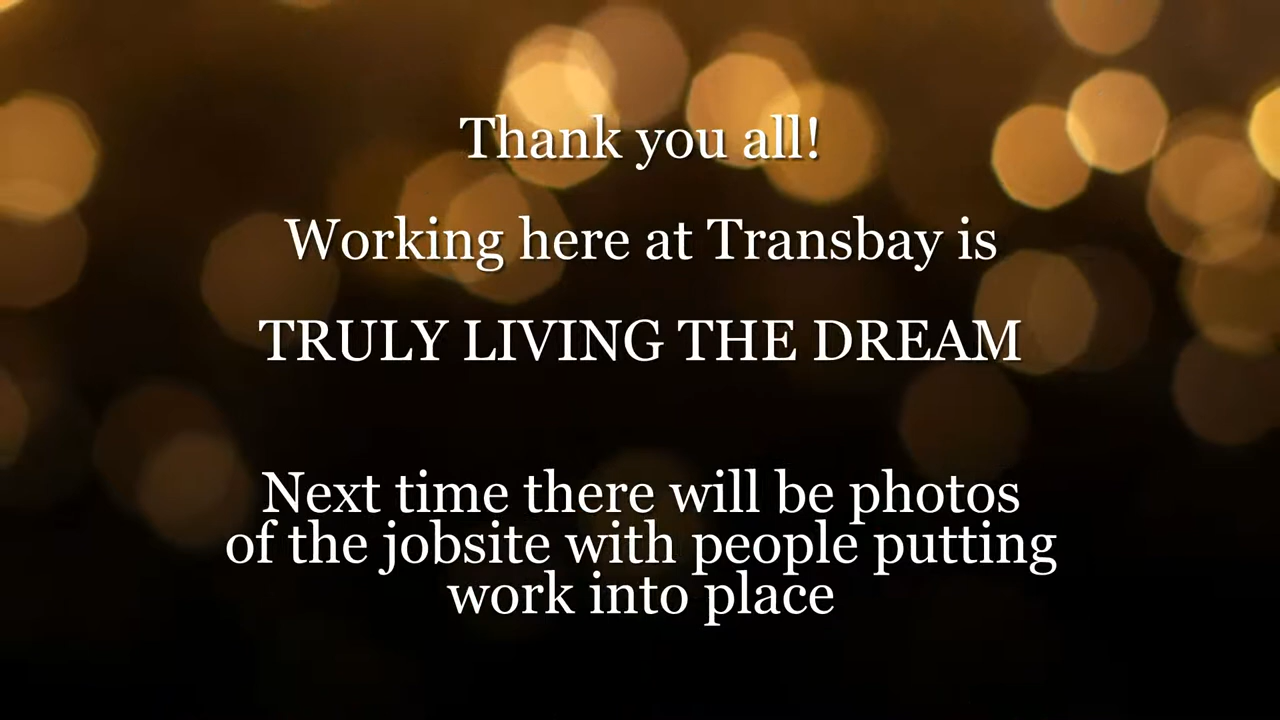 Thank you all!
Working here at Transbay is
TRULY LIVING THE DREAM
Next time there will be photos
of the jobsite with people putting
work into place